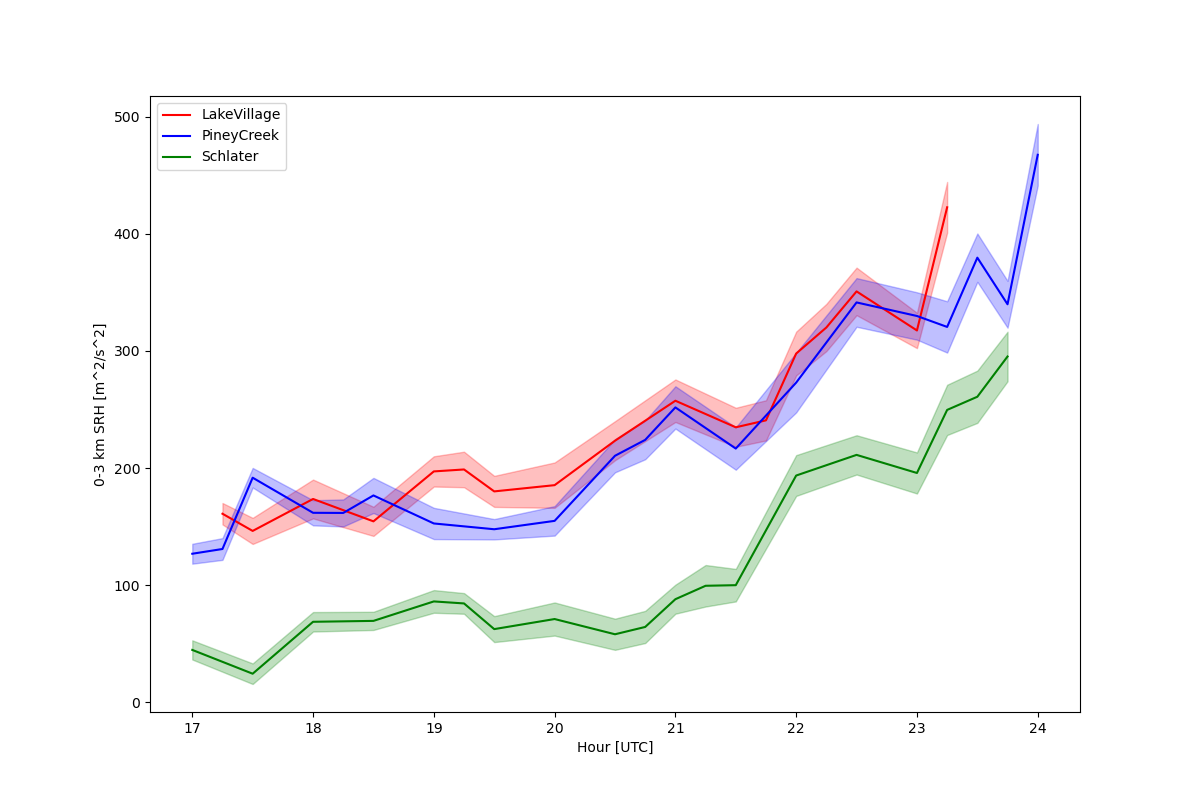 LakeVillage
PineyCreek
Schlater
500
400
300
200
100
0
0-3 km SRH [m^2/s^2]
17 18 19 20 21 22 23 24
Hour [UTC]